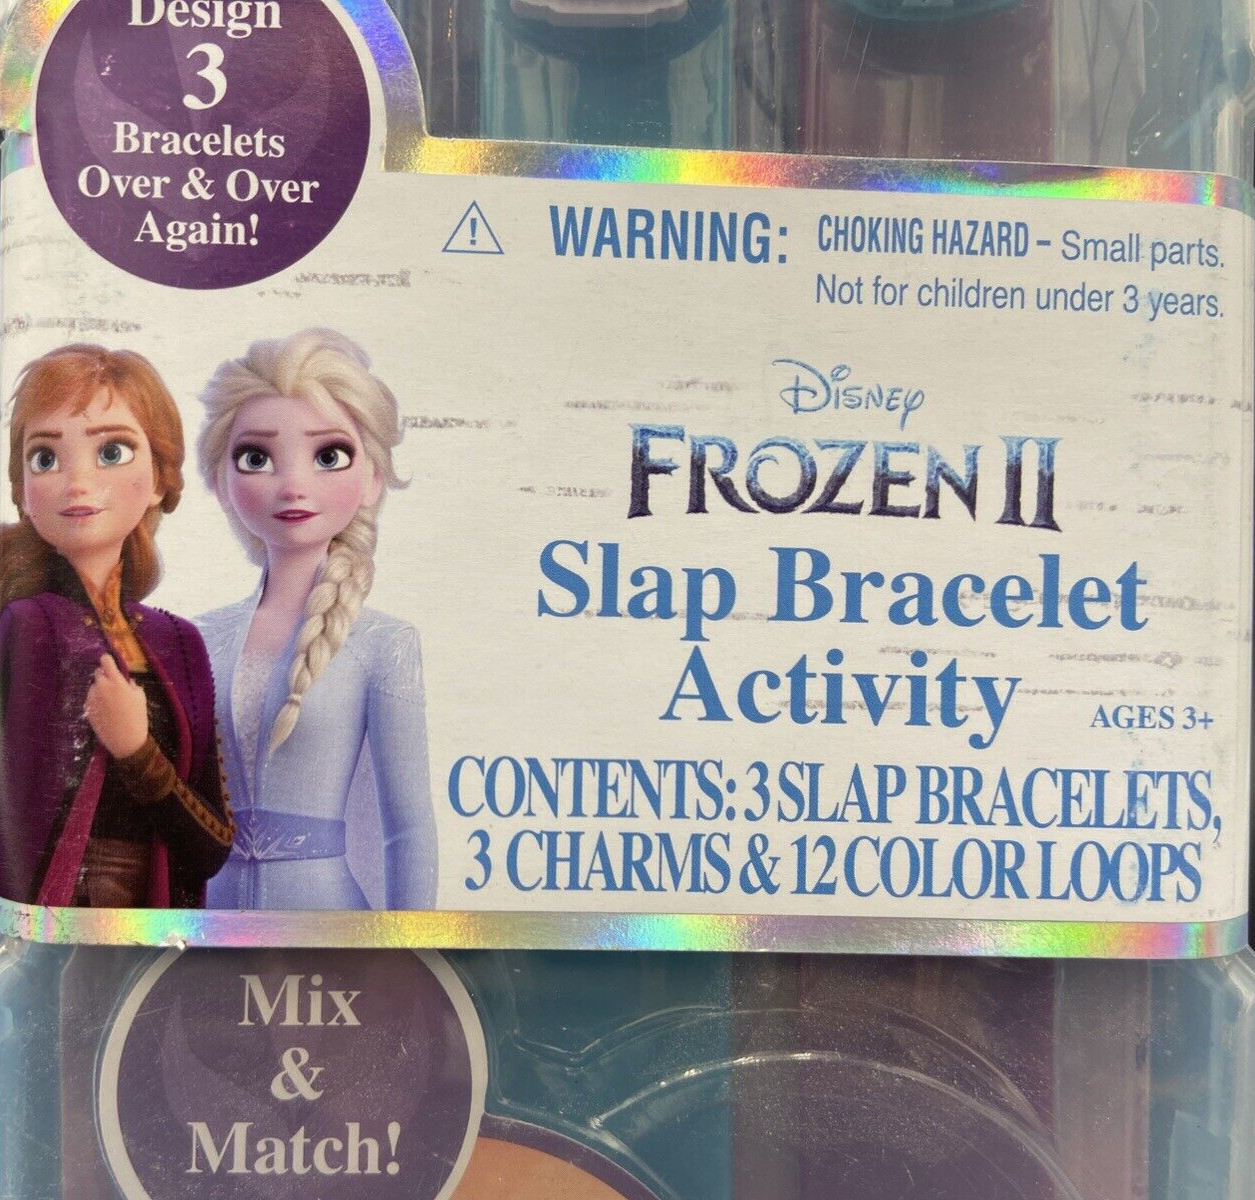 Design
3
Bracelets
Over & Over
Again!
WARNING: CHOKING HAZARD – Small parts.
Not for children under 3 years.
Disney
FROZEN II
Slap Bracelet
Activity
AGES 3+
CONTENTS: 3 SLAP BRACELETS,
3 CHARMS & 12 COLOR LOOPS
Mix
&
Match!